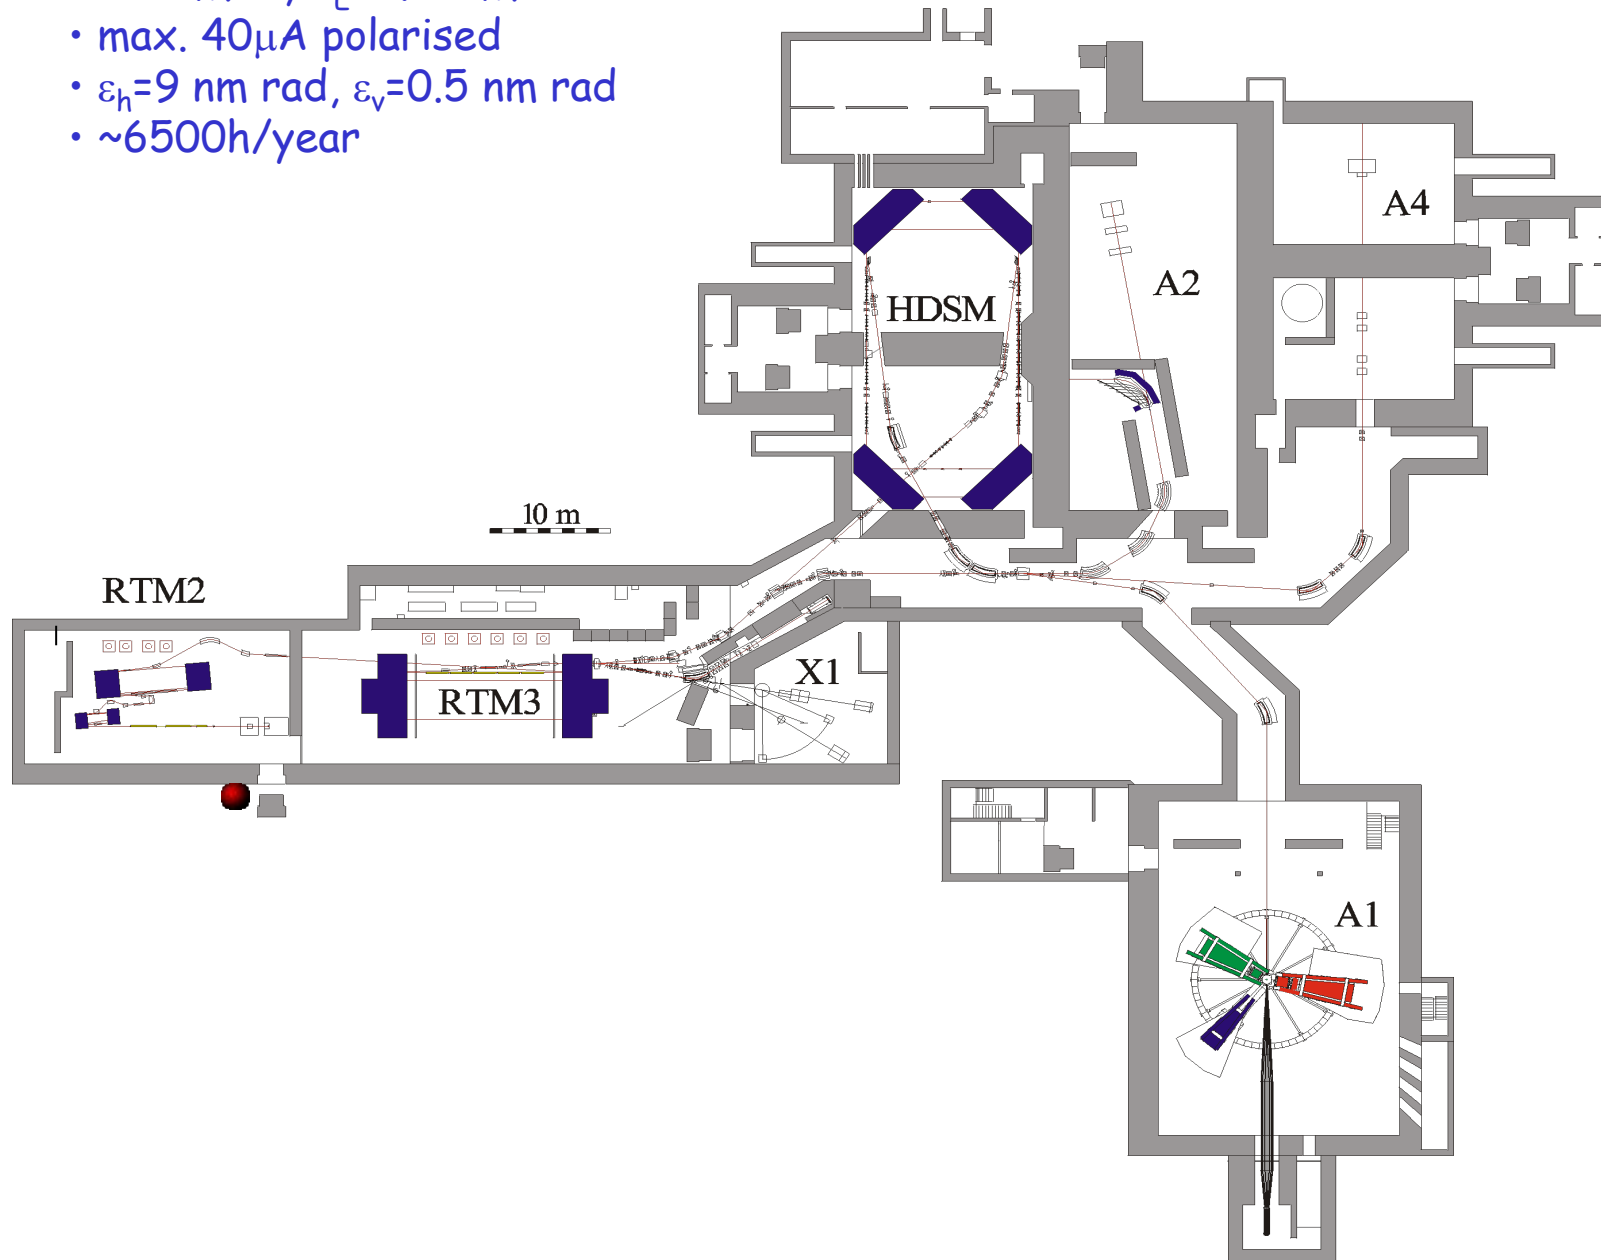 • max. 40μA polarised
• εh=9 nm rad, εv=0.5 nm rad
• ~6500h/year
A4
A2
HDSM
10 m
RTM2
X1
RTM3
A1